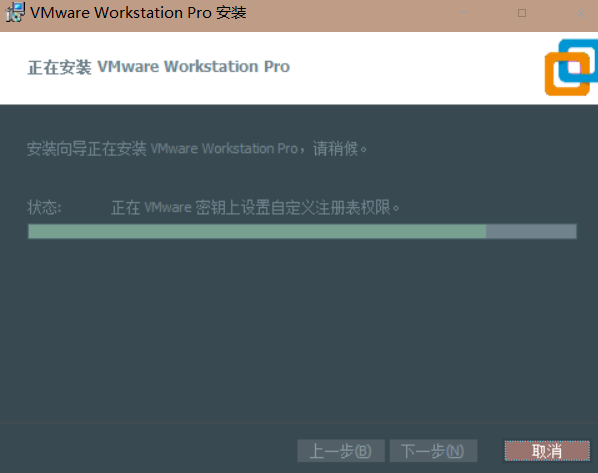 VMware Workstation Pro 安装
正在安装 VMware Workstation Pro
安装向导正在安装 VMware Workstation Pro，请稍候。
状态: 正在 VMware 密钥上设置自定义注册表权限。
上一步(B) 下一步(N) 取消